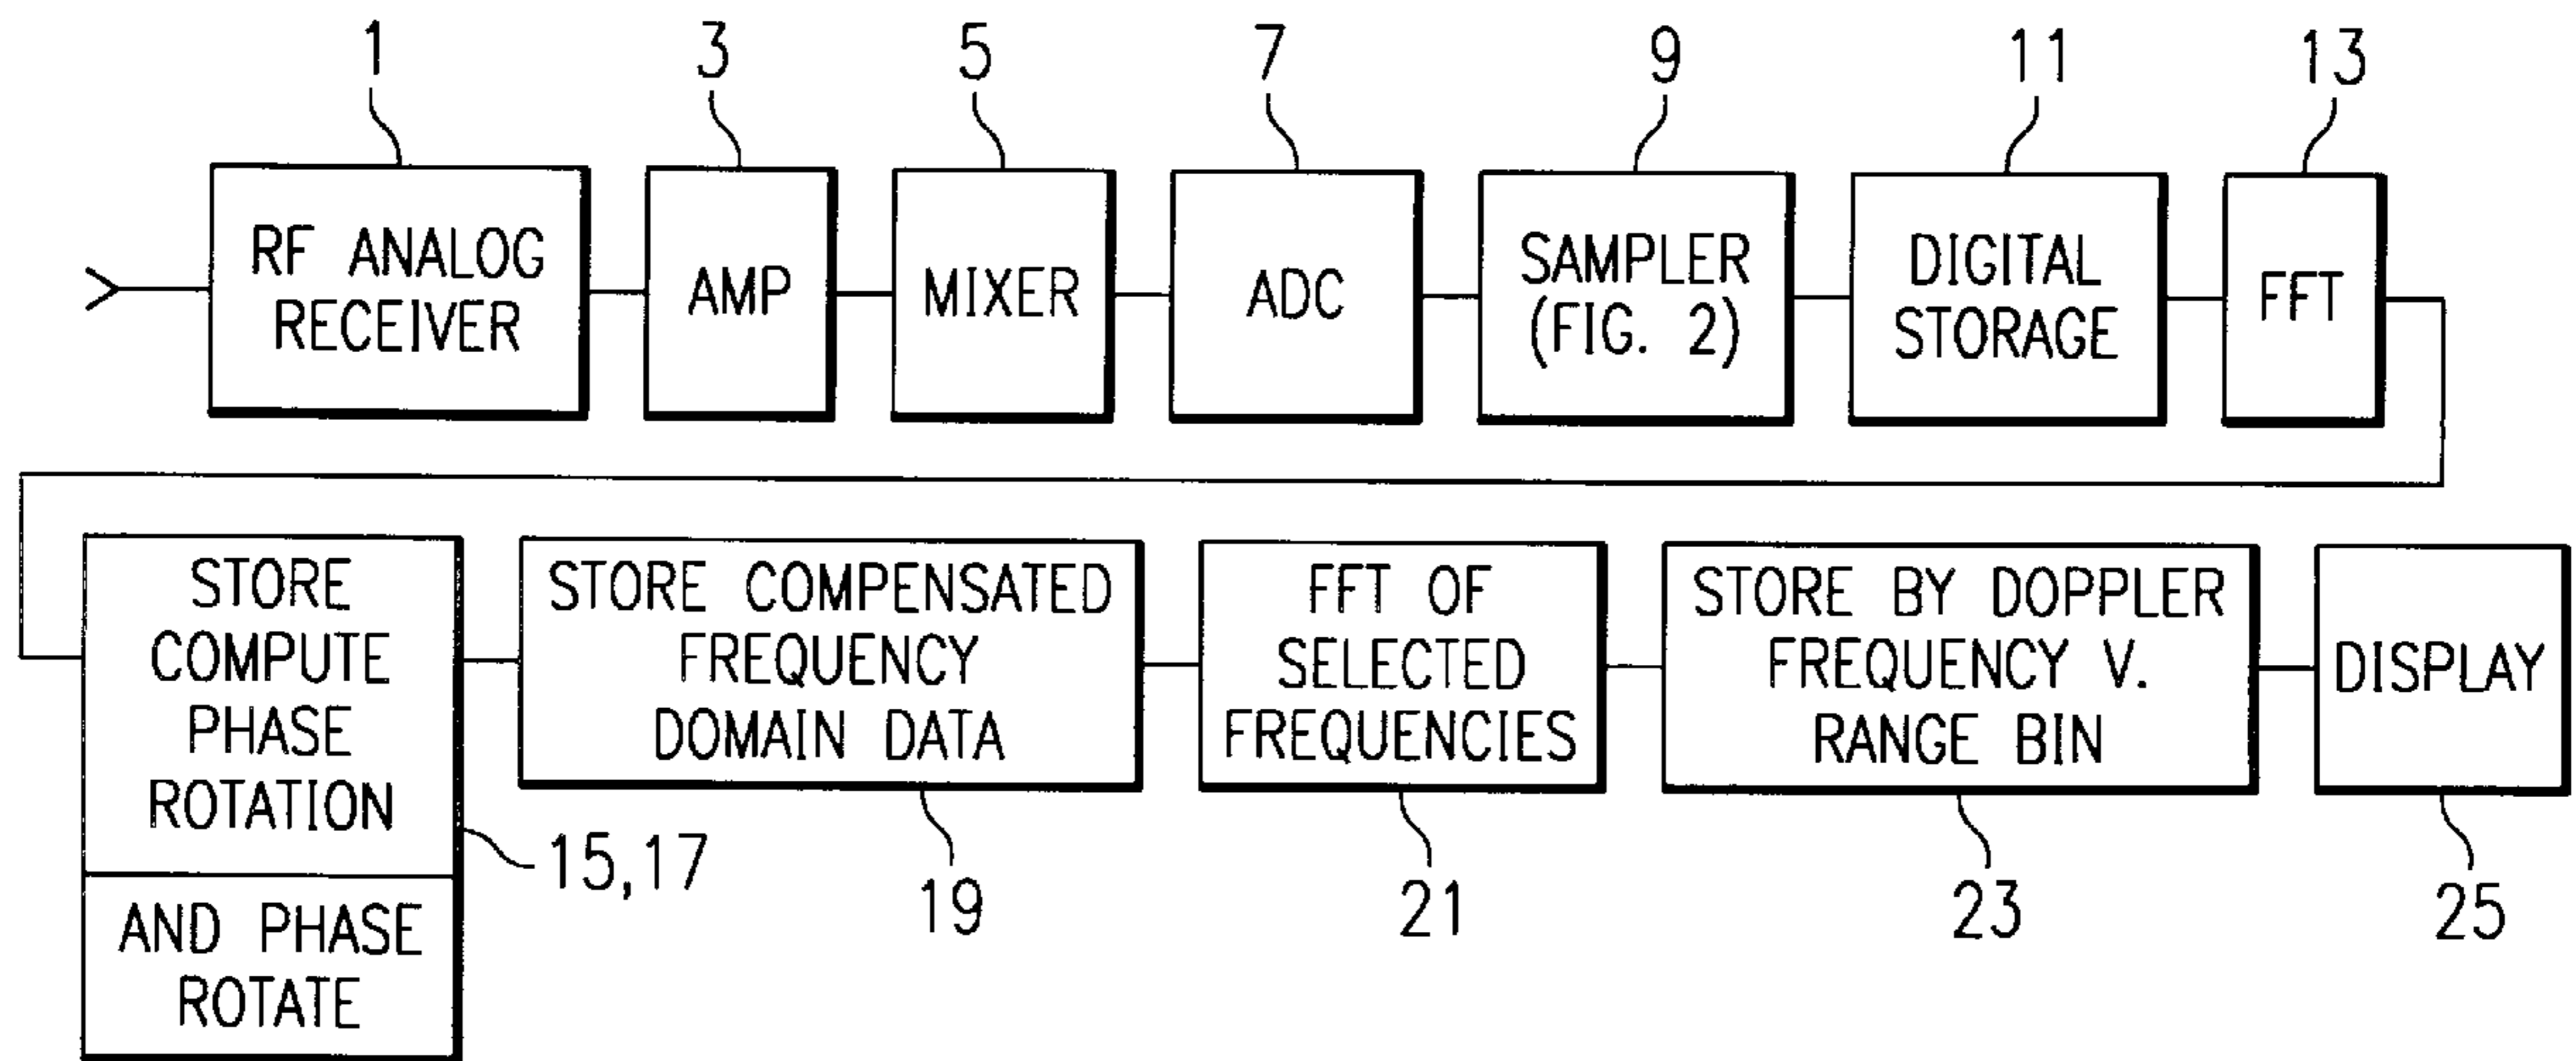 1
3
5
7
9
11
13
RF ANALOG
RECEIVER
AMP
MIXER
ADC
SAMPLER
(FIG. 2)
DIGITAL
STORAGE
FFT
STORE
COMPUTE
PHASE
ROTATION
AND PHASE
ROTATE
15,17
STORE COMPENSATED
FREQUENCY
DOMAIN DATA
19
FFT OF
SELECTED
FREQUENCIES
21
STORE BY DOPPLER
FREQUENCY V.
RANGE BIN
23
DISPLAY
25